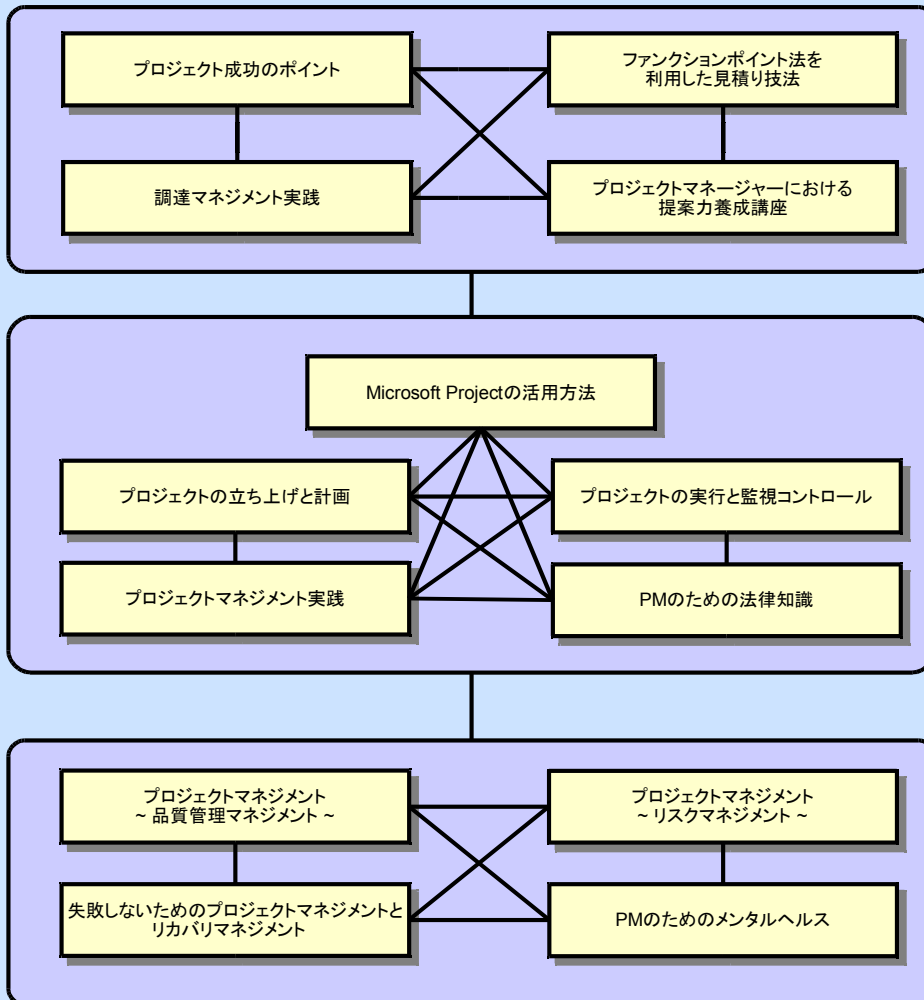 プロジェクト成功のポイント
ファンクションポイント法を
利用した見積り技法
調達マネジメント実践
プロジェクトマネージャーにおける
提案力養成講座
Microsoft Projectの活用方法
プロジェクトの立ち上げと計画
プロジェクトの実行と監視コントロール
プロジェクトマネジメント実践
PMのための法律知識
プロジェクトマネジメント
~ 品質管理マネジメント ~
プロジェクトマネジメント
~ リスクマネジメント ~
失敗しないためのプロジェクトマネジメントと
リカバリマネジメント
PMのためのメンタルヘルス